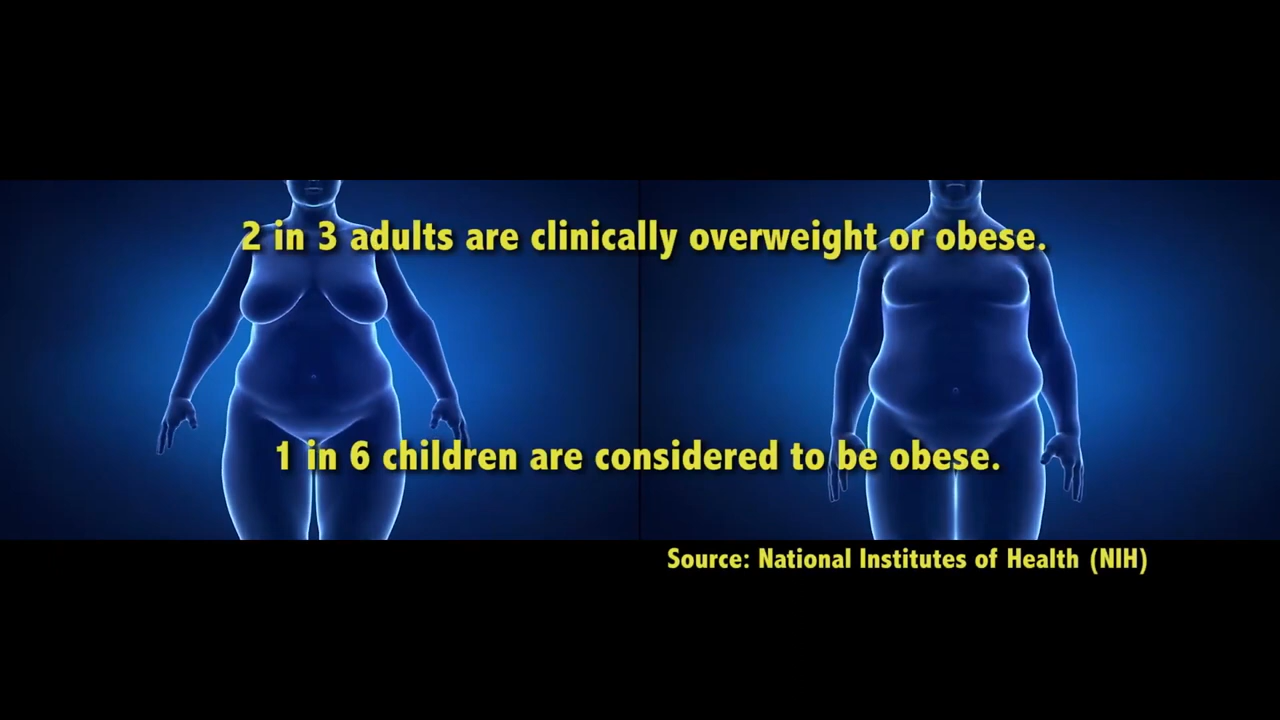 2 in 3 adults are clinically overweight or obese.
1 in 6 children are considered to be obese.
Source: National Institutes of Health (NIH)